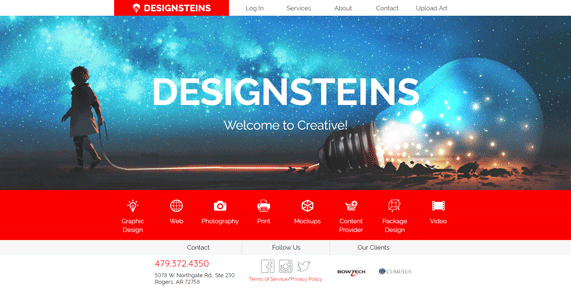 DESIGNSTEINS
Log In
Services
About
Contact
Upload Art
DESIGNSTEINS
Welcome to Creative!
Graphic
Design
Web
Photography
Print
Mockups
Content
Provider
Package
Design
Video
Contact
Follow Us
Our Clients
479.372.4350
5078 W. Northgate Rd., Ste 230
Rogers, AR 72758
Terms of Service/Privacy Policy
BOWTECH
CUMULUS